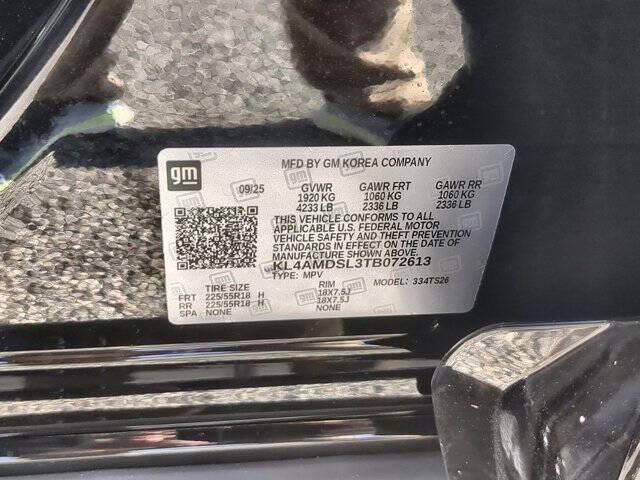 MFD BY GM KOREA COMPANY
gm
09/25 GVWR GAWR FRT GAWR RR
1920 KG 1060 KG 1060 KG
4233 LB 2336 LB 2336 LB
THIS VEHICLE CONFORMS TO ALL
APPLICABLE U.S. FEDERAL MOTOR
VEHICLE SAFETY AND THEFT PREVENTION
STANDARDS IN EFFECT ON THE DATE OF
MANUFACTURE SHOWN ABOVE.
KL4AMDSL3TB072613
TYPE: MPV MODEL: 334TS26
TIRE SIZE RIM
FRT 225/55R18 H 18X7.5J
RR 225/55R18 H 18X7.5J
SPA NONE NONE